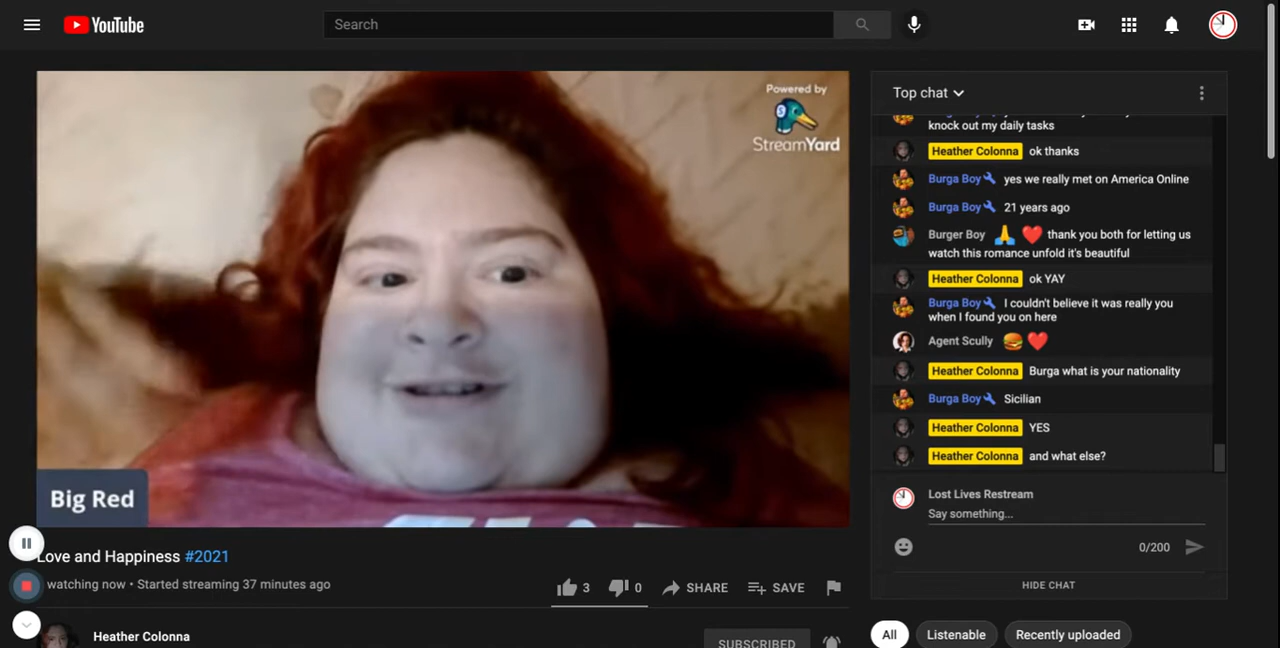 YouTube
Search
Powered by
StreamYard
Big Red
Love and Happiness #2021
watching now • Started streaming 37 minutes ago
3
0
SHARE
SAVE
Heather Colonna
SUBSCRIBED
Top chat
knock out my daily tasks
Heather Colonna ok thanks
Burga Boy yes we really met on America Online
Burga Boy 21 years ago
Burger Boy 🙏 ❤️ thank you both for letting us
watch this romance unfold it's beautiful
Heather Colonna ok YAY
Burga Boy I couldn't believe it was really you
when I found you on here
Agent Scully 🍔❤️
Heather Colonna Burga what is your nationality
Burga Boy Sicilian
Heather Colonna YES
Heather Colonna and what else?
Lost Lives Restream
Say something...
0/200
HIDE CHAT
All
Listenable
Recently uploaded